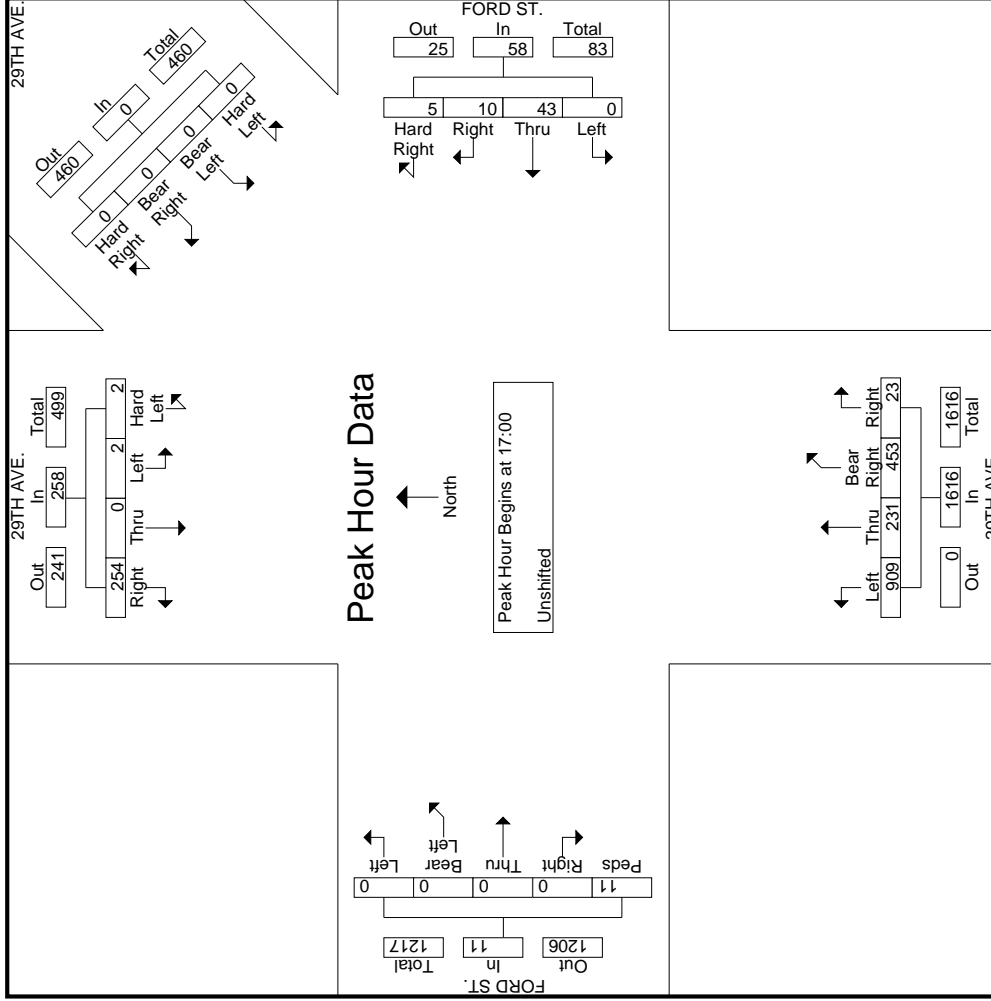 29TH AVE.
Out In Total
460 0 460
0 0 0 0
Hard Right Bear Right Bear Left Hard Left
FORD ST.
Out In Total
25 58 83
5 10 43 0
Hard Right Right Thru Left
29TH AVE.
Out In Total
241 258 499
254 0 2 2
Right Thru Left Hard Left
Peak Hour Data
North
Peak Hour Begins at 17:00
Unshifted
Left Thru Bear Right Right
909 231 453 23
Out In Total
0 1616 1616
Left Bear Left Thru Right Peds
0 0 0 0 11
Total In Out
1217 11 1206
FORD ST.